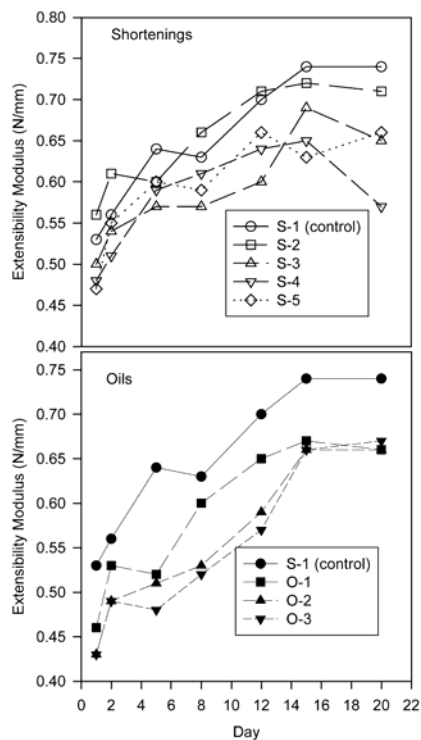 0.80
Shortenings
0.75
0.70
0.65
0.60
0.55
0.50
0.45
0.40
Extensibility Modulus (N/mm)
S-1 (control)
S-2
S-3
S-4
S-5
Oils
0.75
0.70
0.65
0.60
0.55
0.50
0.45
0.40
Extensibility Modulus (N/mm)
S-1 (control)
O-1
O-2
O-3
0 2 4 6 8 10 12 14 16 18 20 22
Day